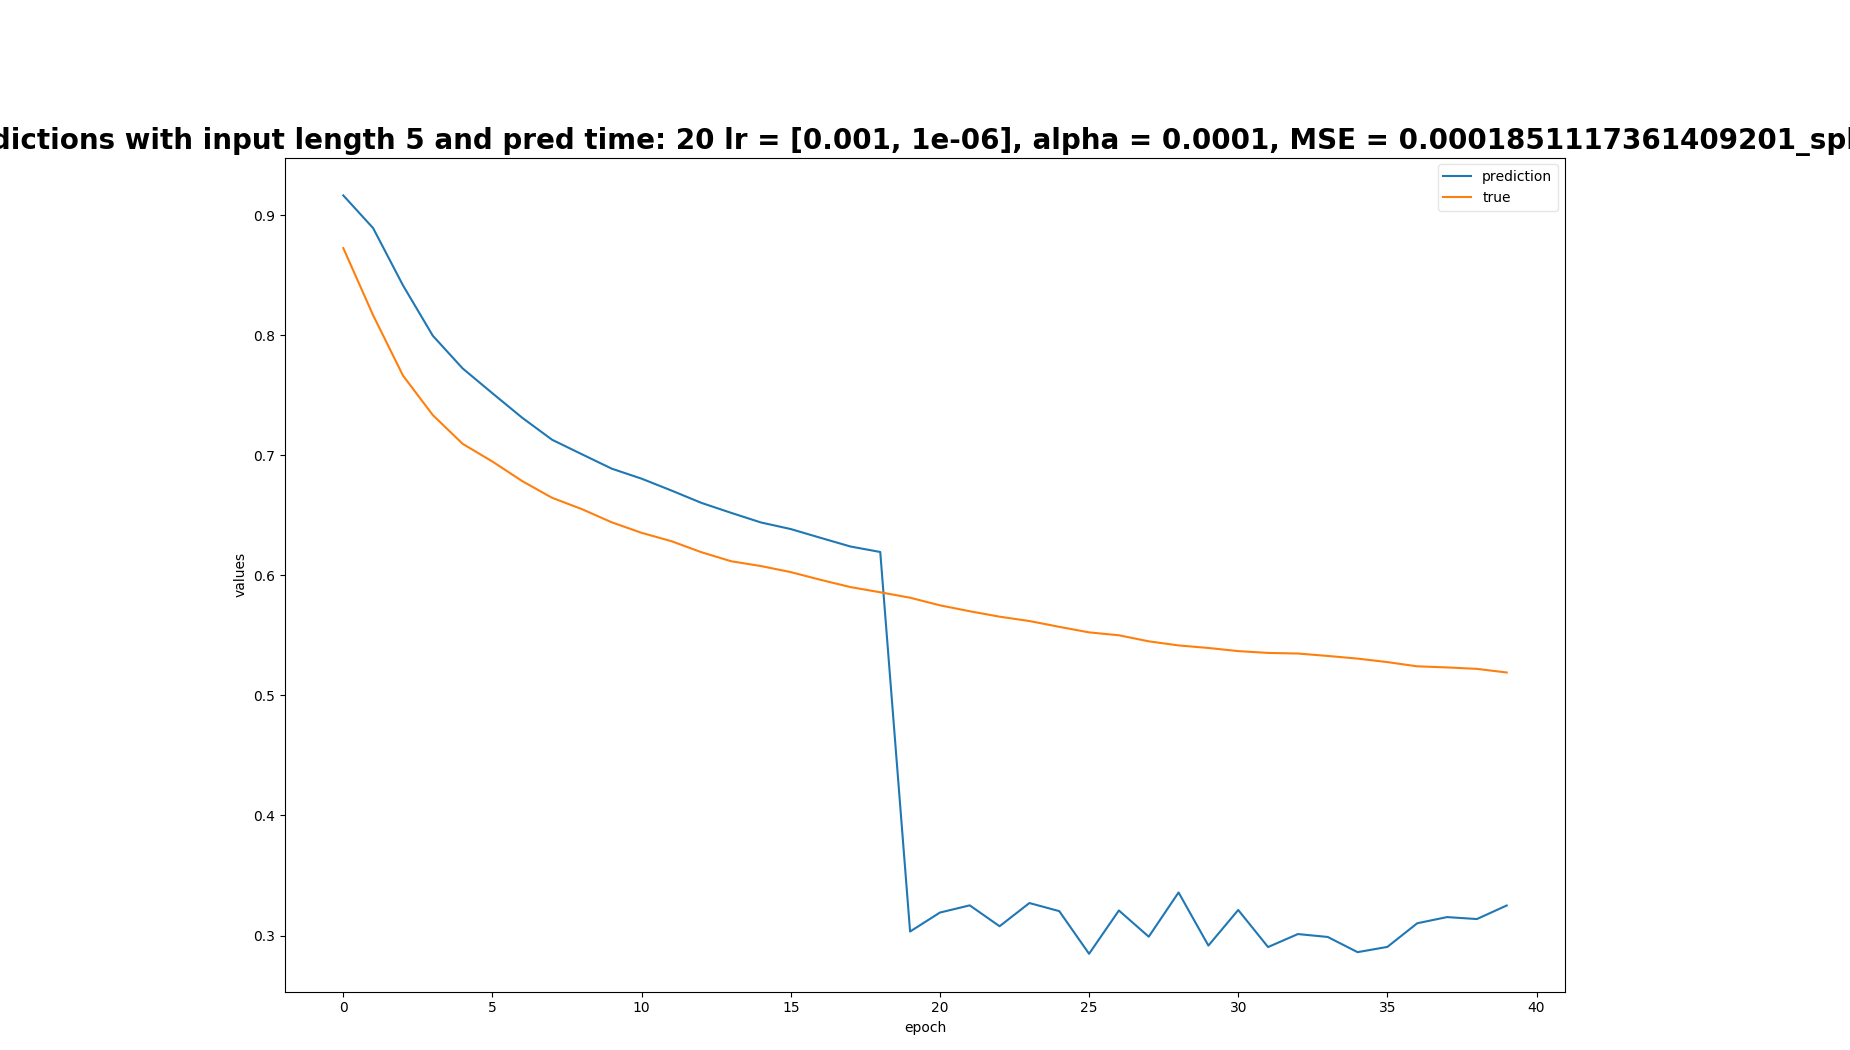 dictions with input length 5 and pred time: 20 lr = [0.001, 1e-06], alpha = 0.0001, MSE = 0.0001851117361409201_spl
prediction
true
0.9
0.8
0.7
0.6
0.5
0.4
0.3
values
0 5 10 15 20 25 30 35 40
epoch